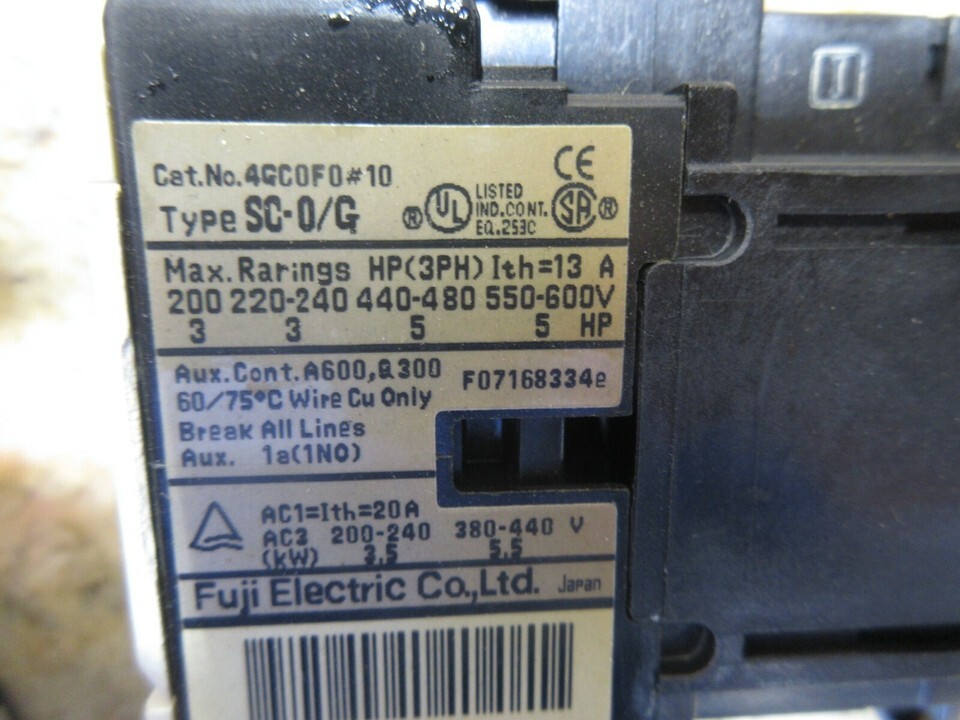 Cat.No.4GC0F0#10
CE
Type SC-0/G
® UL LISTED
IND.CONT.
EQ.253C
SA ®
Max.Rarings HP(3PH) Ith=13 A
200 220-240 440-480 550-600V
3 3 5 5 HP
Aux.Cont.A600,Q300 F07168334e
60/75°C Wire Cu Only
Break All Lines
Aux. 1a(1NO)
AC1=Ith=20A
AC3 200-240 380-440 V
(kW) 3.5 5.5
Fuji Electric Co.,Ltd. Japan